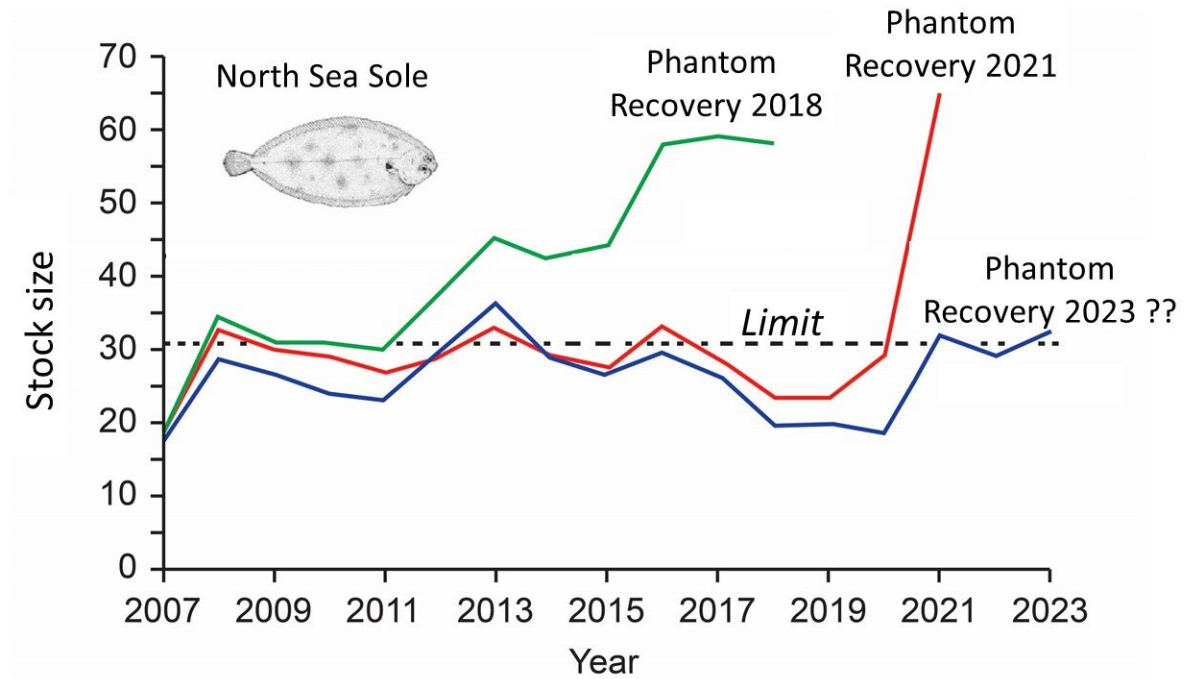 Phantom
Recovery 2021
Phantom
Recovery 2018
North Sea Sole
Phantom
Recovery 2023 ??
Limit
Stock size
70
60
50
40
30
20
10
0
2007 2009 2011 2013 2015 2017 2019 2021 2023
Year